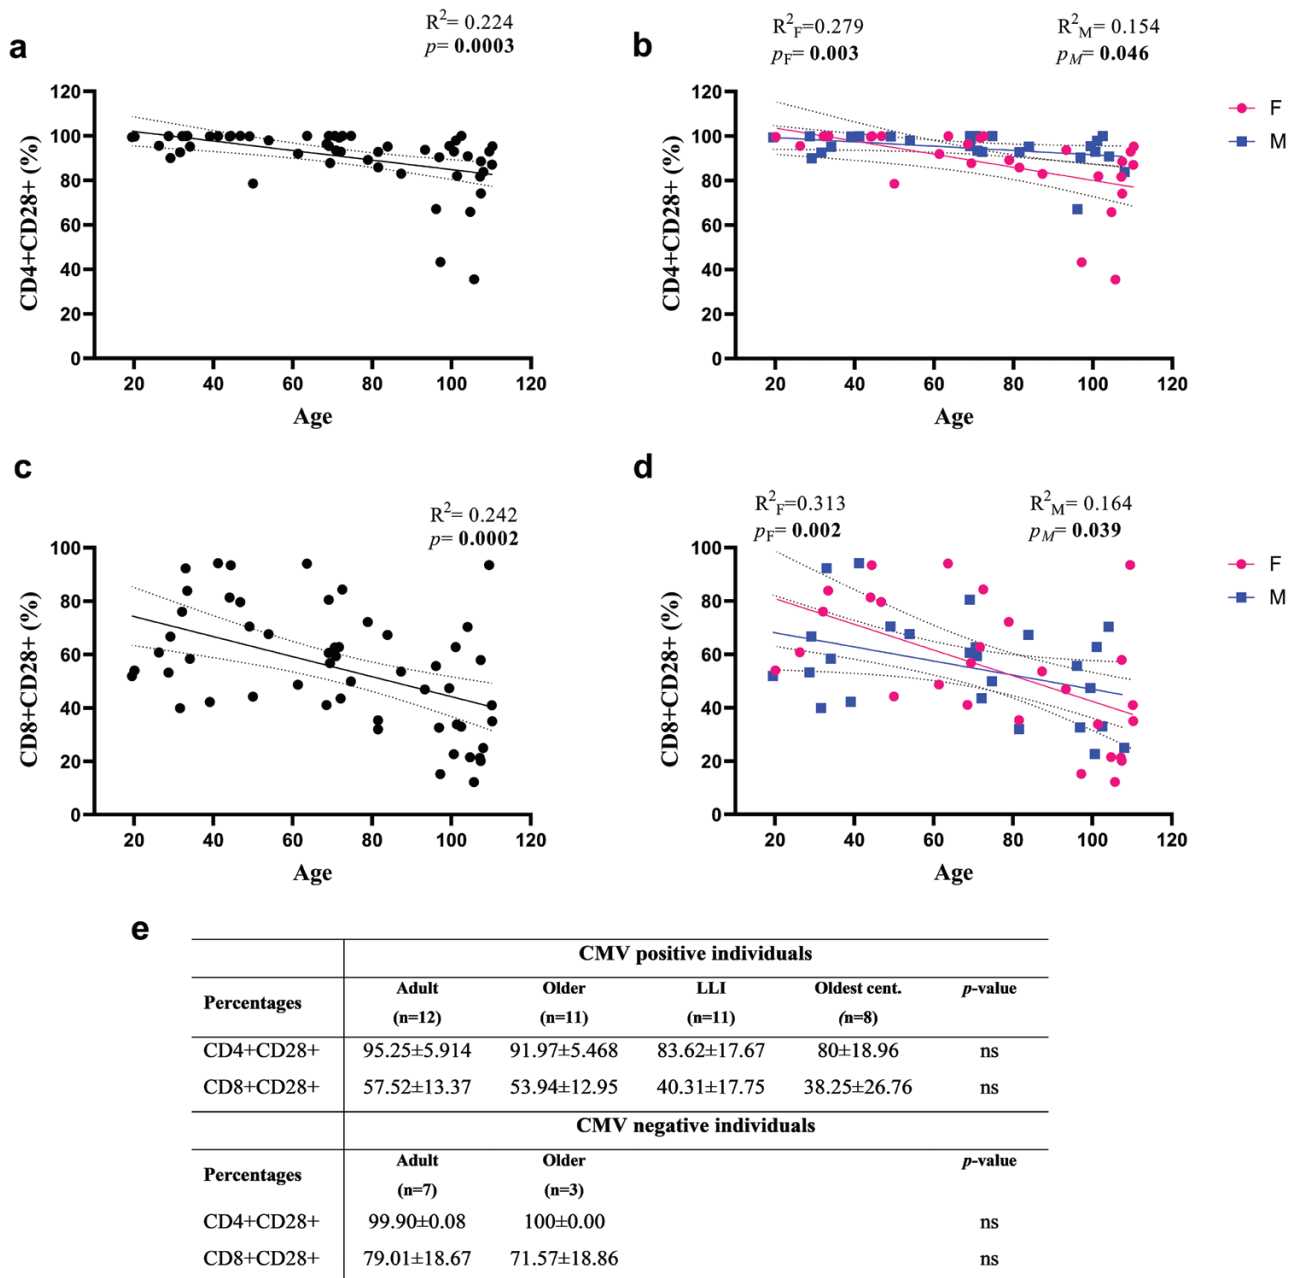 a
R²= 0.224
p= 0.0003
CD4+CD28+ (%)
120
100
80
60
40
20
0
20 40 60 80 100 120
Age
b
R²F=0.279
pF= 0.003
R²M= 0.154
pM= 0.046
CD4+CD28+ (%)
120
100
80
60
40
20
0
20 40 60 80 100 120
Age
F
M
c
R²= 0.242
p= 0.0002
CD8+CD28+ (%)
100
80
60
40
20
0
20 40 60 80 100 120
Age
d
R²F=0.313
pF= 0.002
R²M= 0.164
pM= 0.039
CD8+CD28+ (%)
100
80
60
40
20
0
20 40 60 80 100 120
Age
F
M
e
CMV positive individuals
Percentages Adult (n=12) Older (n=11) LLI (n=11) Oldest cent. (n=8) p-value
CD4+CD28+ 95.25±5.914 91.97±5.468 83.62±17.67 80±18.96 ns
CD8+CD28+ 57.52±13.37 53.94±12.95 40.31±17.75 38.25±26.76 ns
CMV negative individuals
Percentages Adult (n=7) Older (n=3) p-value
CD4+CD28+ 99.90±0.08 100±0.00 ns
CD8+CD28+ 79.01±18.67 71.57±18.86 ns